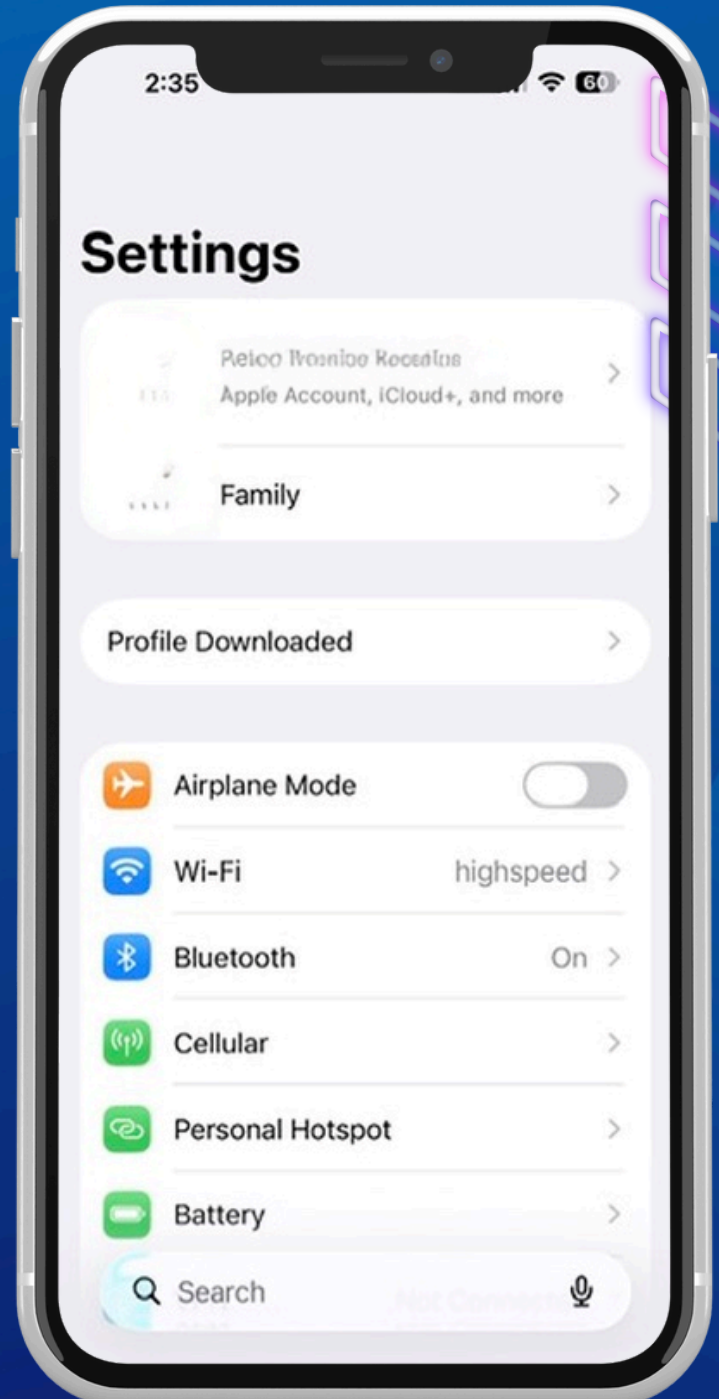 2:35
60
Settings
Apple Account, iCloud+, and more
Family
Profile Downloaded
Airplane Mode
Wi-Fi highspeed
Bluetooth On
Cellular
Personal Hotspot
Battery
Search